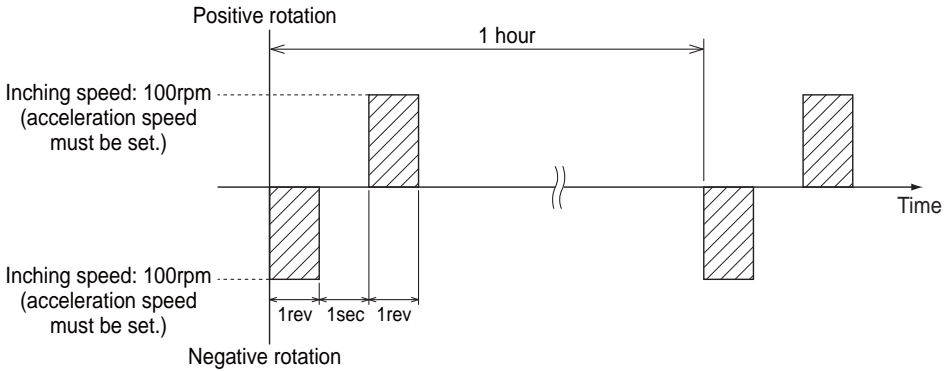 Positive rotation
1 hour
Inching speed: 100rpm
(acceleration speed
must be set.)
Time
Inching speed: 100rpm
(acceleration speed
must be set.)
1rev 1sec 1rev
Negative rotation